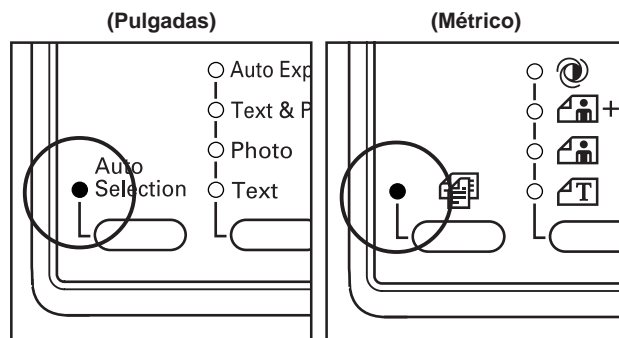 (Pulgadas)
(Métrico)
Auto Exp
Text & P
Photo
Auto
Selection
Text
+
T